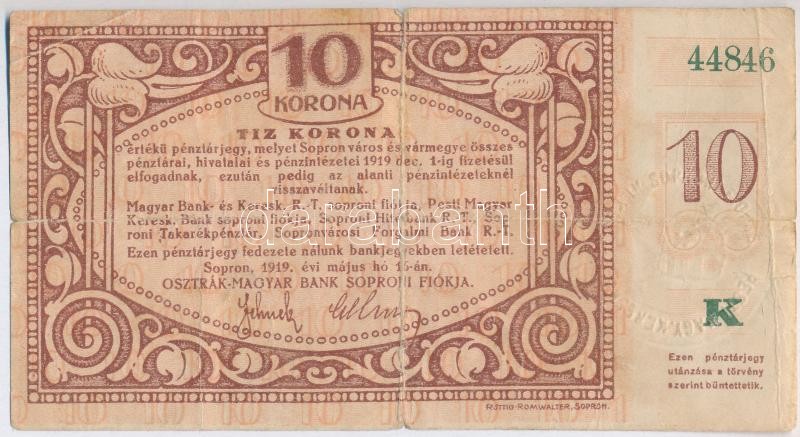 10
KORONA
44846
TIZ KORONA
értékű pénztárjegy, melyet Sopron város és vármegye összes
pénztárai, hivatalai és pénzintézetei 1919 dec. 1-ig fizetésül
elfogadnak, ezután pedig az alanti pénzintézeteknél
visszaváltanak.
Magyar Bank- és Keresk. R.-T. soproni fiókja, Pesti Magyar
Keresk. Bank soproni fiókja, Soproni Hitelbank R.-T., Sop
roni Takarékpénztár, Sopronvárosi Forgalmi Bank R.-T.
Ezen pénztárjegy fedezete nálunk bankjegyekben letétetett.
Sopron, 1919. évi május hó 15-án.
OSZTRÁK-MAGYAR BANK SOPRONI FIÓKJA.
10
K
Ezen pénztárjegy
utánzása a törvény
szerint büntettetik.
RÖTTIG-ROMWALTER, SOPRON.
darabanth